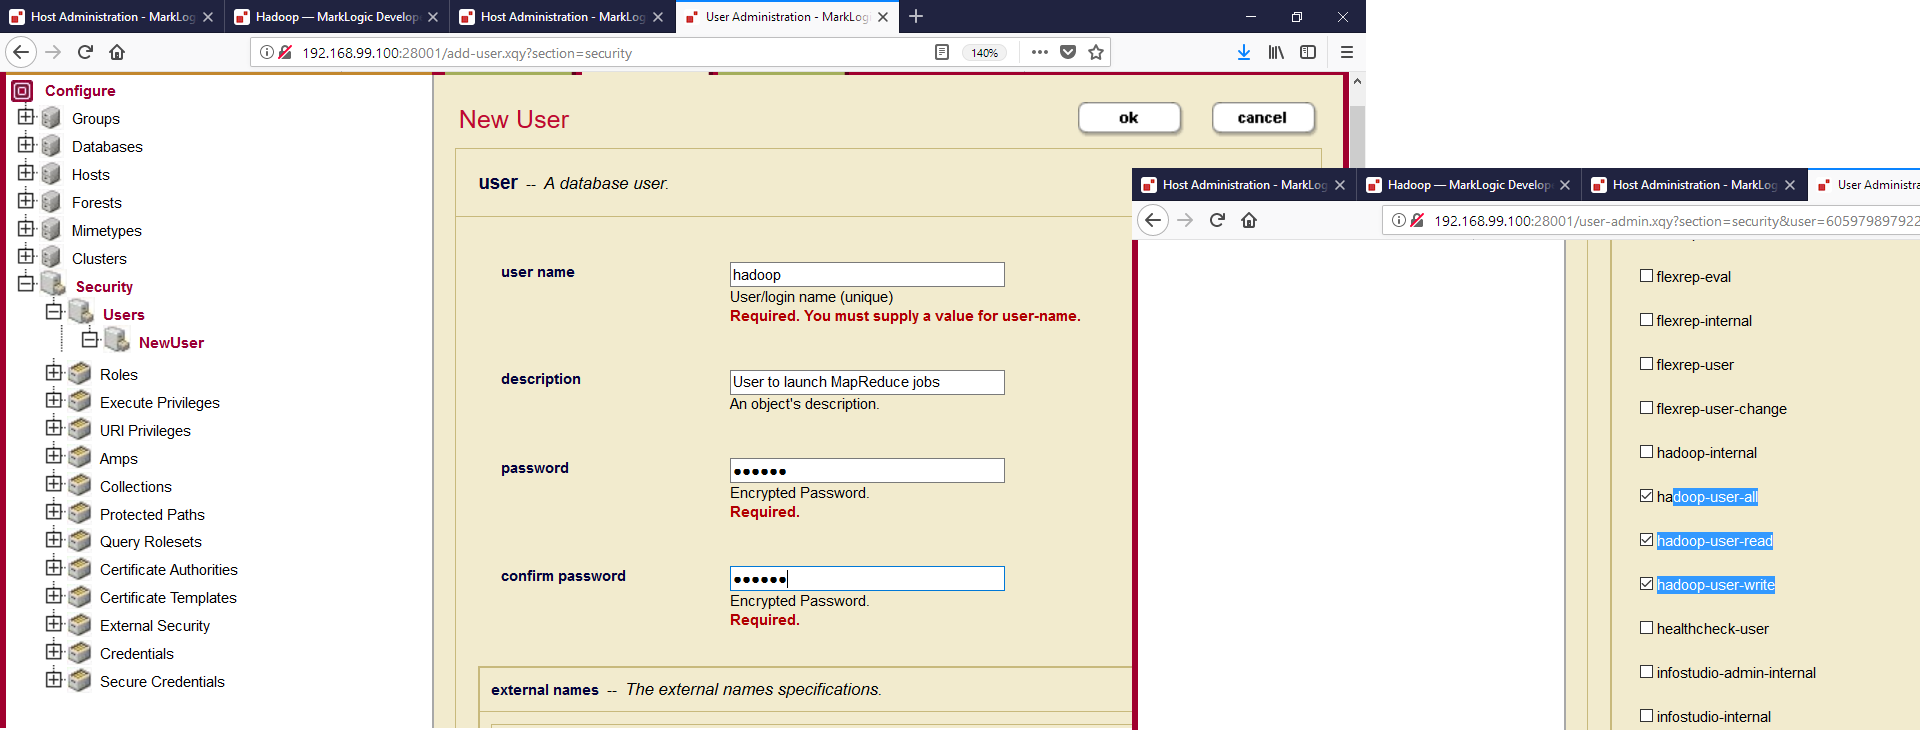 Host Administration - MarkLog
Hadoop — MarkLogic Develop
Host Administration - MarkLog
User Administration - MarkLog
192.168.99.100:28001/add-user.xqy?section=security
140%
Configure
Groups
Databases
Hosts
Forests
Mimetypes
Clusters
Security
Users
NewUser
Roles
Execute Privileges
URI Privileges
Amps
Collections
Protected Paths
Query Rolesets
Certificate Authorities
Certificate Templates
External Security
Credentials
Secure Credentials
New User
ok
cancel
user -- A database user.
user name
hadoop
User/login name (unique)
Required. You must supply a value for user-name.
description
User to launch MapReduce jobs
An object's description.
password
••••••
Encrypted Password.
Required.
confirm password
••••••
Encrypted Password.
Required.
external names -- The external names specifications.
Host Administration - MarkLog
Hadoop — MarkLogic Develop
Host Administration - MarkLog
User Administra
192.168.99.100:28001/user-admin.xqy?section=security&user=605979897922
flexrep-eval
flexrep-internal
flexrep-user
flexrep-user-change
hadoop-internal
hadoop-user-all
hadoop-user-read
hadoop-user-write
healthcheck-user
infostudio-admin-internal
infostudio-internal